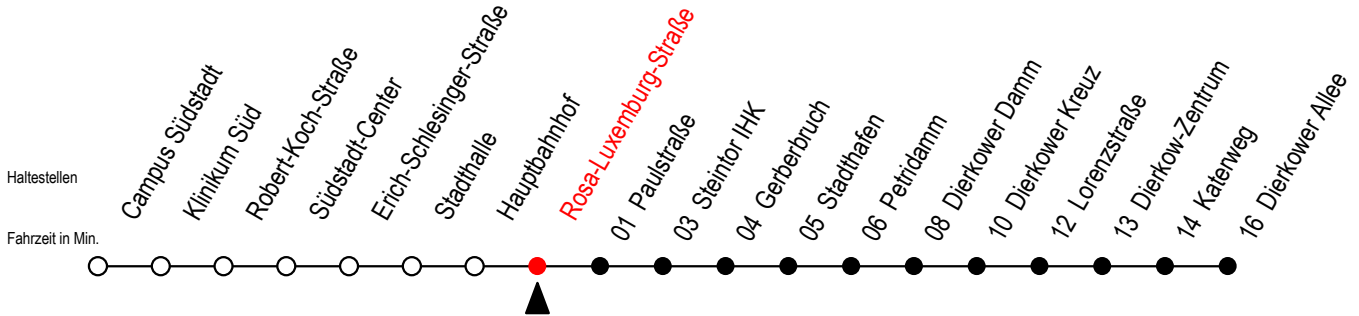 Haltestellen
Fahrzeit in Min.
Campus Südstadt
Klinikum Süd
Robert-Koch-Straße
Südstadt-Center
Erich-Schlesinger-Straße
Stadthalle
Hauptbahnhof
Rosa-Luxemburg-Straße
01 Paulstraße
03 Steintor IHK
04 Gerberbruch
05 Stadthafen
06 Petridamm
08 Dierkower Damm
10 Dierkower Kreuz
12 Lorenzstraße
13 Dierkow-Zentrum
14 Katerweg
16 Dierkower Allee